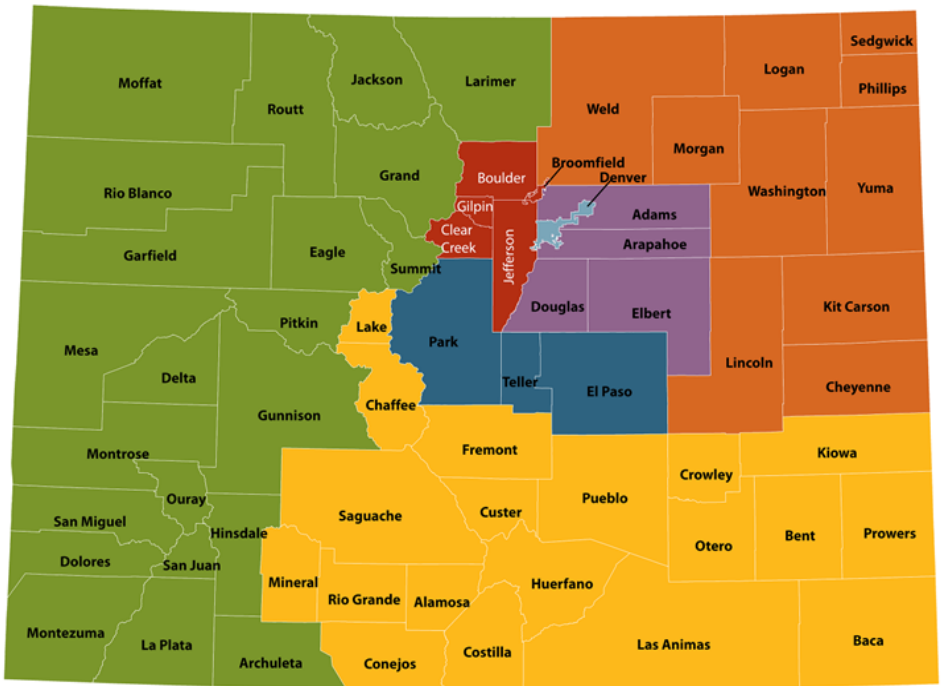 Sedgwick
Logan
Phillips
Moffat
Jackson
Larimer
Routt
Weld
Morgan
Broomfield
Denver
Grand
Boulder
Rio Blanco
Washington
Yuma
Gilpin
Adams
Clear
Creek
Jefferson
Arapahoe
Garfield
Eagle
Summit
Douglas
Elbert
Kit Carson
Pitkin
Lake
Park
Mesa
Lincoln
Delta
Teller
El Paso
Cheyenne
Gunnison
Chaffee
Fremont
Montrose
Kiowa
Crowley
Ouray
Pueblo
San Miguel
Saguache
Custer
Hinsdale
Otero
Bent
Prowers
Dolores
San Juan
Mineral
Rio Grande
Alamosa
Huerfano
Montezuma
La Plata
Archuleta
Conejos
Costilla
Las Animas
Baca